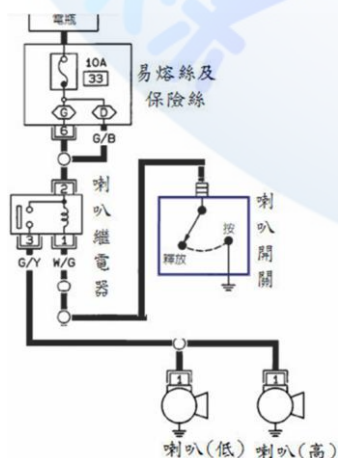 電瓶
10A
33
易熔絲及
保險絲
G
D
6
G/B
2
喇叭繼電器
3
1
G/Y
W/G
按
釋放
喇叭開關
1
1
喇叭(低)
喇叭(高)